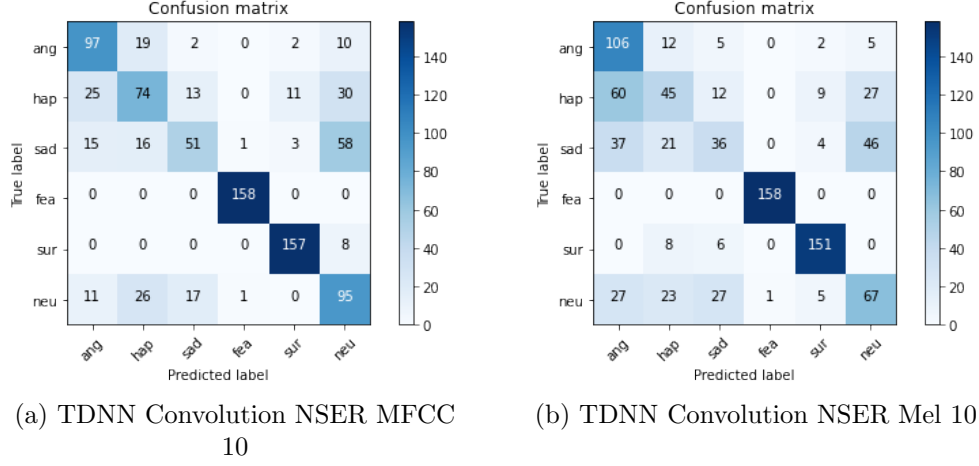 Confusion matrix
ang 97 19 2 0 2 10
hap 25 74 13 0 11 30
sad 15 16 51 1 3 58
fea 0 0 0 158 0 0
sur 0 0 0 0 157 8
neu 11 26 17 1 0 95
True label
ang hap sad fea sur neu
Predicted label
140
120
100
80
60
40
20
0
(a) TDNN Convolution NSER MFCC
10
Confusion matrix
ang 106 12 5 0 2 5
hap 60 45 12 0 9 27
sad 37 21 36 0 4 46
fea 0 0 0 158 0 0
sur 0 8 6 0 151 0
neu 27 23 27 1 5 67
True label
ang hap sad fea sur neu
Predicted label
140
120
100
80
60
40
20
0
(b) TDNN Convolution NSER Mel 10